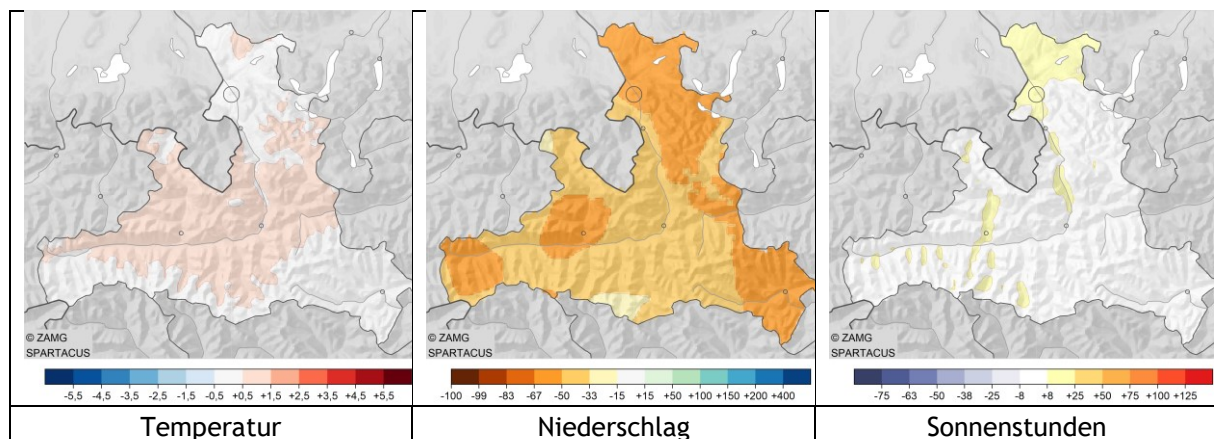 © ZAMG
SPARTACUS
-5,5 -4,5 -3,5 -2,5 -1,5 -0,5 +0,5 +1,5 +2,5 +3,5 +4,5 +5,5
Temperatur
© ZAMG
SPARTACUS
-100 -99 -83 -67 -50 -33 -15 +15 +50 +100 +150 +200 +400
Niederschlag
© ZAMG
SPARTACUS
-75 -63 -50 -38 -25 -8 +8 +25 +50 +75 +100 +125
Sonnenstunden